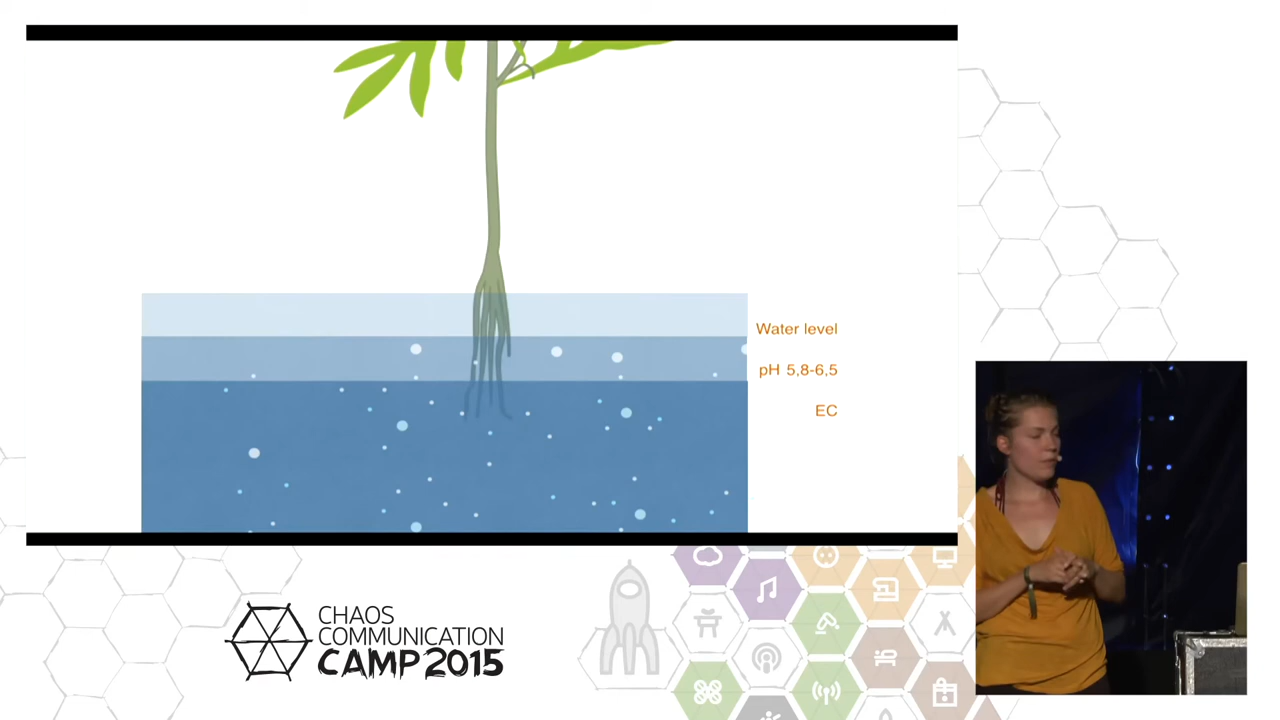 Water level
pH 5,8-6,5
EC
CHAOS
COMMUNICATION
CAMP 2015